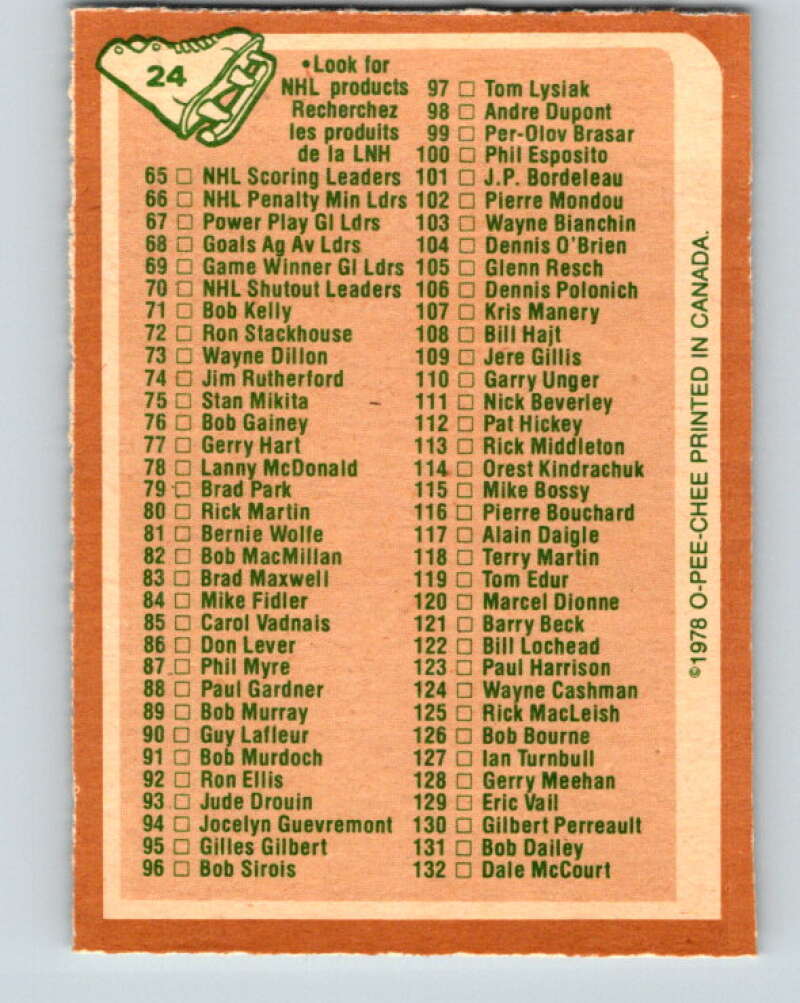 24
•Look for
NHL products
Recherchez
les produits
de la LNH
65 □ NHL Scoring Leaders
66 □ NHL Penalty Min Ldrs
67 □ Power Play Gl Ldrs
68 □ Goals Ag Av Ldrs
69 □ Game Winner Gl Ldrs
70 □ NHL Shutout Leaders
71 □ Bob Kelly
72 □ Ron Stackhouse
73 □ Wayne Dillon
74 □ Jim Rutherford
75 □ Stan Mikita
76 □ Bob Gainey
77 □ Gerry Hart
78 □ Lanny McDonald
79 □ Brad Park
80 □ Rick Martin
81 □ Bernie Wolfe
82 □ Bob MacMillan
83 □ Brad Maxwell
84 □ Mike Fidler
85 □ Carol Vadnais
86 □ Don Lever
87 □ Phil Myre
88 □ Paul Gardner
89 □ Bob Murray
90 □ Guy Lafleur
91 □ Bob Murdoch
92 □ Ron Ellis
93 □ Jude Drouin
94 □ Jocelyn Guevremont
95 □ Gilles Gilbert
96 □ Bob Sirois
97 □ Tom Lysiak
98 □ Andre Dupont
99 □ Per-Olov Brasar
100 □ Phil Esposito
101 □ J.P. Bordeleau
102 □ Pierre Mondou
103 □ Wayne Bianchin
104 □ Dennis O'Brien
105 □ Glenn Resch
106 □ Dennis Polonich
107 □ Kris Manery
108 □ Bill Hajt
109 □ Jere Gillis
110 □ Garry Unger
111 □ Nick Beverley
112 □ Pat Hickey
113 □ Rick Middleton
114 □ Orest Kindrachuk
115 □ Mike Bossy
116 □ Pierre Bouchard
117 □ Alain Daigle
118 □ Terry Martin
119 □ Tom Edur
120 □ Marcel Dionne
121 □ Barry Beck
122 □ Bill Lochead
123 □ Paul Harrison
124 □ Wayne Cashman
125 □ Rick MacLeish
126 □ Bob Bourne
127 □ Ian Turnbull
128 □ Gerry Meehan
129 □ Eric Vail
130 □ Gilbert Perreault
131 □ Bob Dailey
132 □ Dale McCourt
©1978 O-PEE-CHEE PRINTED IN CANADA.